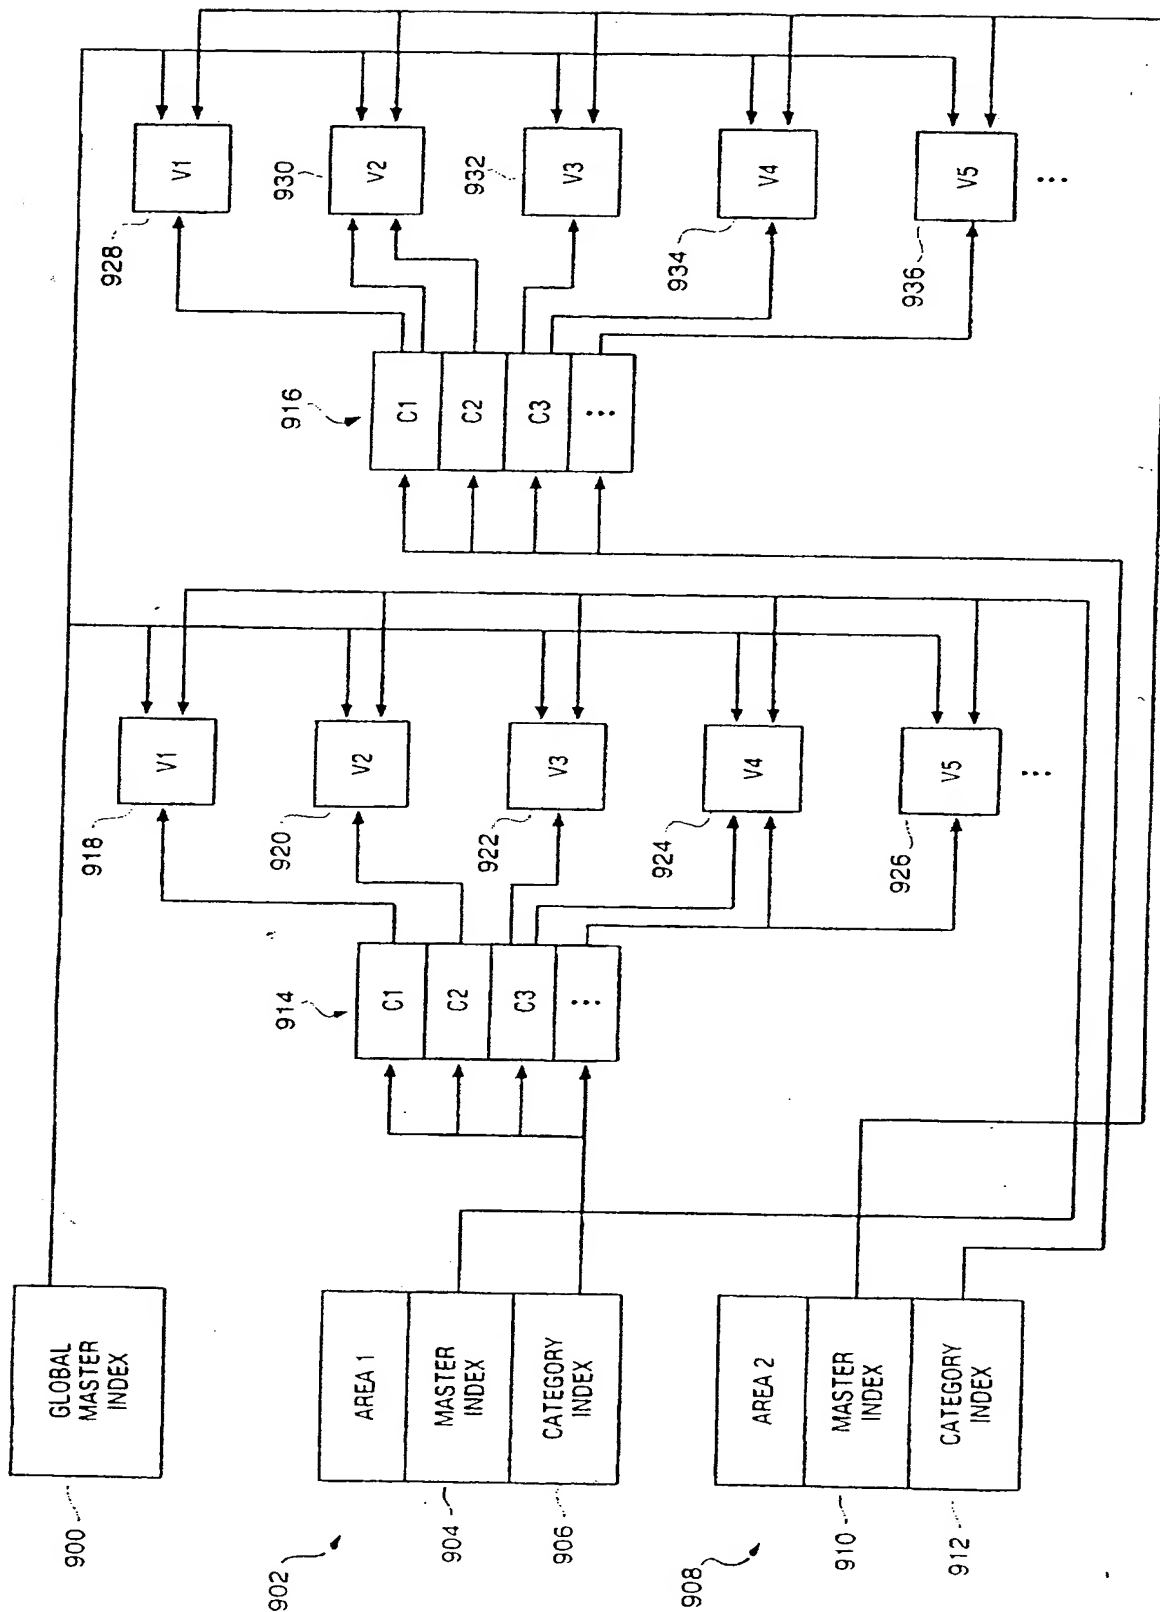 900
GLOBAL
MASTER
INDEX
902
AREA 1
904
MASTER
INDEX
906
CATEGORY
INDEX
908
AREA 2
910
MASTER
INDEX
912
CATEGORY
INDEX
914
C1
C2
C3
...
918
V1
920
V2
922
V3
924
V4
926
V5
...
916
C1
C2
C3
...
928
V1
930
V2
932
V3
934
V4
936
V5
...